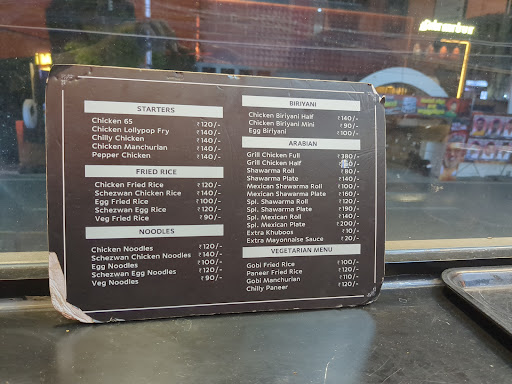 STARTERS
Chicken 65 ₹120/-
Chicken Lollypop Fry ₹140/-
Chilly Chicken ₹140/-
Chicken Manchurian ₹140/-
Pepper Chicken ₹140/-
FRIED RICE
Chicken Fried Rice ₹120/-
Schezwan Chicken Rice ₹140/-
Egg Fried Rice ₹100/-
Schezwan Egg Rice ₹120/-
Veg Fried Rice ₹90/-
NOODLES
Chicken Noodles ₹120/-
Schezwan Chicken Noodles ₹140/-
Egg Noodles ₹100/-
Schezwan Egg Noodles ₹120/-
Veg Noodles ₹90/-
BIRIYANI
Chicken Biriyani Half ₹140/-
Chicken Biriyani Mini ₹90/-
Egg Biriyani ₹100/-
ARABIAN
Grill Chicken Full ₹380/-
Grill Chicken Half
Shawarma Roll ₹80/-
Shawarma Plate ₹140/-
Mexican Shawarma Roll ₹100/-
Mexican Shawarma Plate ₹160/-
Spl. Shawarma Roll ₹120/-
Spl. Shawarma Plate ₹190/-
Spl. Mexican Roll ₹140/-
Spl. Mexican Plate ₹200/-
Extra Khuboos ₹10/-
Extra Mayonnaise Sauce ₹20/-
VEGETARIAN MENU
Gobi Fried Rice ₹100/-
Paneer Fried Rice ₹120/-
Gobi Manchurian ₹110/-
Chilly Paneer ₹120/-